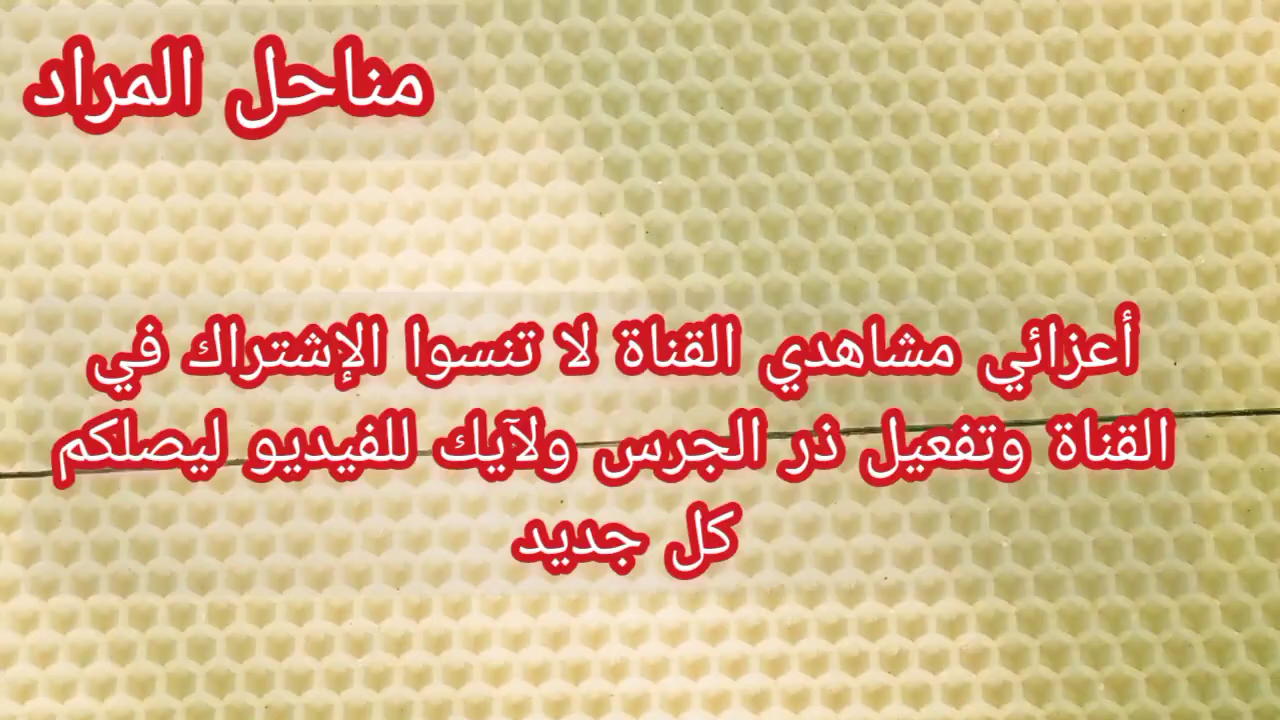 مناحل المراد
أعزائي مشاهدي القناة لا تنسوا الإشتراك في
القناة وتفعيل ذر الجرس ولآيك للفيديو ليصلكم
كل جديد